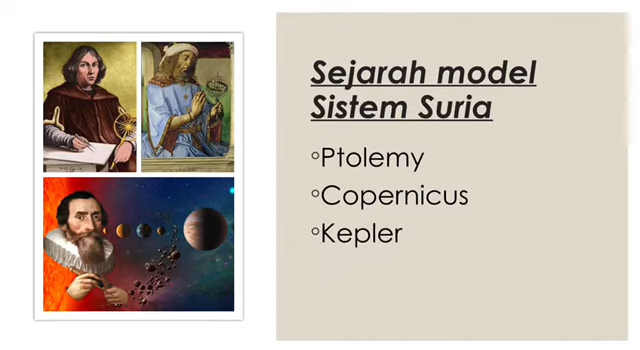 Sejarah model
Sistem Suria
◦Ptolemy
◦Copernicus
◦Kepler